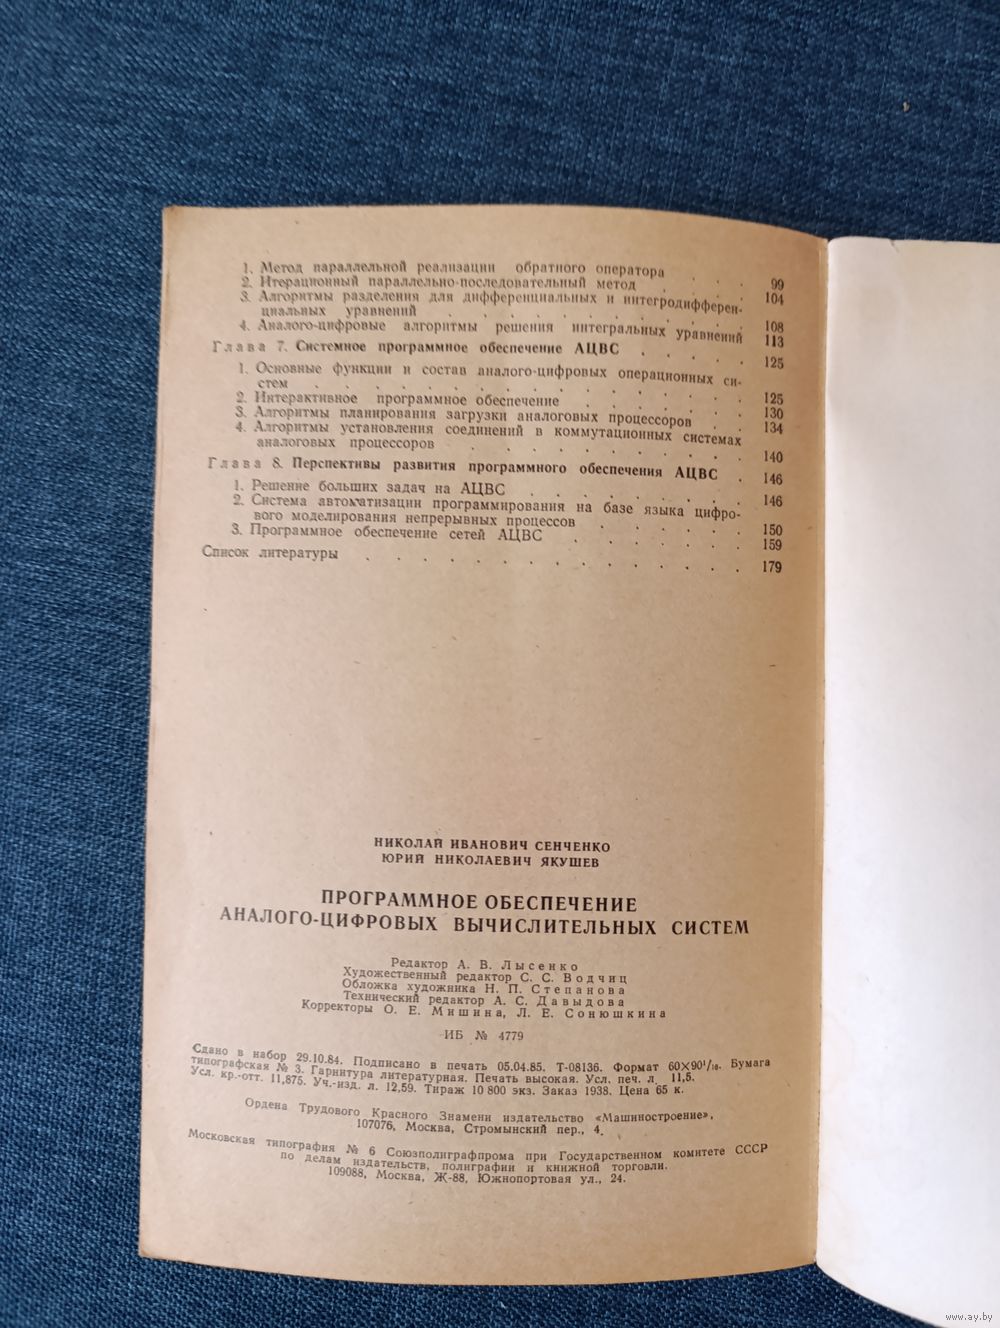 1. Метод параллельной реализации обратного оператора . . . 99
2. Итерационный параллельно-последовательный метод . . . . 104
3. Алгоритмы разделения для дифференциальных и интегродифферен-
циальных уравнений . . . . . . . . . . 108
4. Аналого-цифровые алгоритмы решения интегральных уравнений 113
Глава 7. Системное программное обеспечение АЦВС . . . . . 125
1. Основные функции и состав аналого-цифровых операционных си-
стем . . . . . . . . . . . . . . . . 125
2. Интерактивное программное обеспечение . . . . . . 130
3. Алгоритмы планирования загрузки аналоговых процессоров . . 134
4. Алгоритмы установления соединений в коммутационных системах
аналоговых процессоров . . . . . . . . . . 140
Глава 8. Перспективы развития программного обеспечения АЦВС . 146
1. Решение больших задач на АЦВС . . . . . . . . 146
2. Система автоматизации программирования на базе языка цифро-
вого моделирования непрерывных процессов . . . . . 150
3. Программное обеспечение сетей АЦВС . . . . . . 159
Список литературы . . . . . . . . . . . . . . 179
НИКОЛАЙ ИВАНОВИЧ СЕНЧЕНКО
ЮРИЙ НИКОЛАЕВИЧ ЯКУШЕВ
ПРОГРАММНОЕ ОБЕСПЕЧЕНИЕ
АНАЛОГО-ЦИФРОВЫХ ВЫЧИСЛИТЕЛЬНЫХ СИСТЕМ
Редактор А. В. Лысенко
Художественный редактор С. С. Водчиц
Обложка художника Н. П. Степанова
Технический редактор А. С. Давыдова
Корректоры О. Е. Мишина, Л. Е. Сонюшкина
ИБ № 4779
Сдано в набор 29.10.84. Подписано в печать 05.04.85. Т-08136. Формат 60×90¹/₁₆. Бумага
типографская № 3. Гарнитура литературная. Печать высокая. Усл. печ. л. 11,5.
Усл. кр.-отт. 11,875. Уч.-изд. л. 12,59. Тираж 10 800 экз. Заказ 1938. Цена 65 к.
Ордена Трудового Красного Знамени издательство «Машиностроение»,
107076, Москва, Стромынский пер., 4.
Московская типография № 6 Союзполиграфпрома при Государственном комитете СССР
по делам издательств, полиграфии и книжной торговли.
109088, Москва, Ж-88, Южнопортовая ул., 24.
www.ay.by